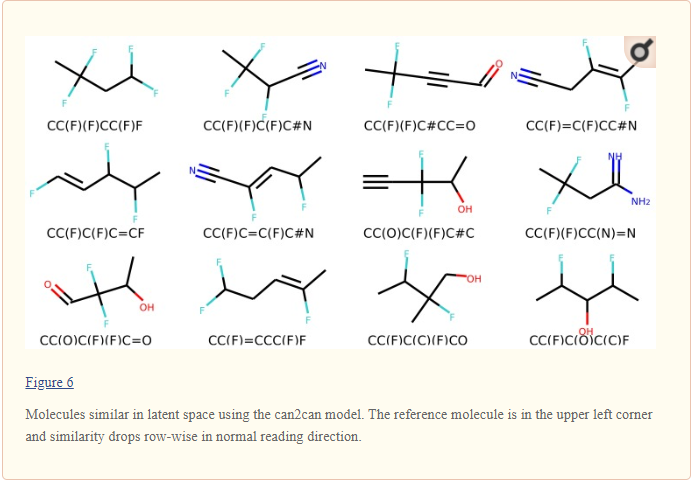 F F F F
CC(F)(F)CC(F)F
F F F N
CC(F)(F)C(F)C#N
F F O
CC(F)(F)C#CC=O
N F F
CC(F)=C(F)CC#N
F F F
CC(F)C(F)C=CF
N F F
CC(F)C=C(F)C#N
F F OH
CC(O)C(F)(F)C#C
F F NH NH2
CC(F)(F)CC(N)=N
O F F OH
CC(O)C(F)(F)C=O
F F F
CC(F)=CCC(F)F
F F OH
CC(F)C(C)(F)CO
F F OH
CC(F)C(O)C(C)F
Figure 6
Molecules similar in latent space using the can2can model. The reference molecule is in the upper left corner
and similarity drops row-wise in normal reading direction.